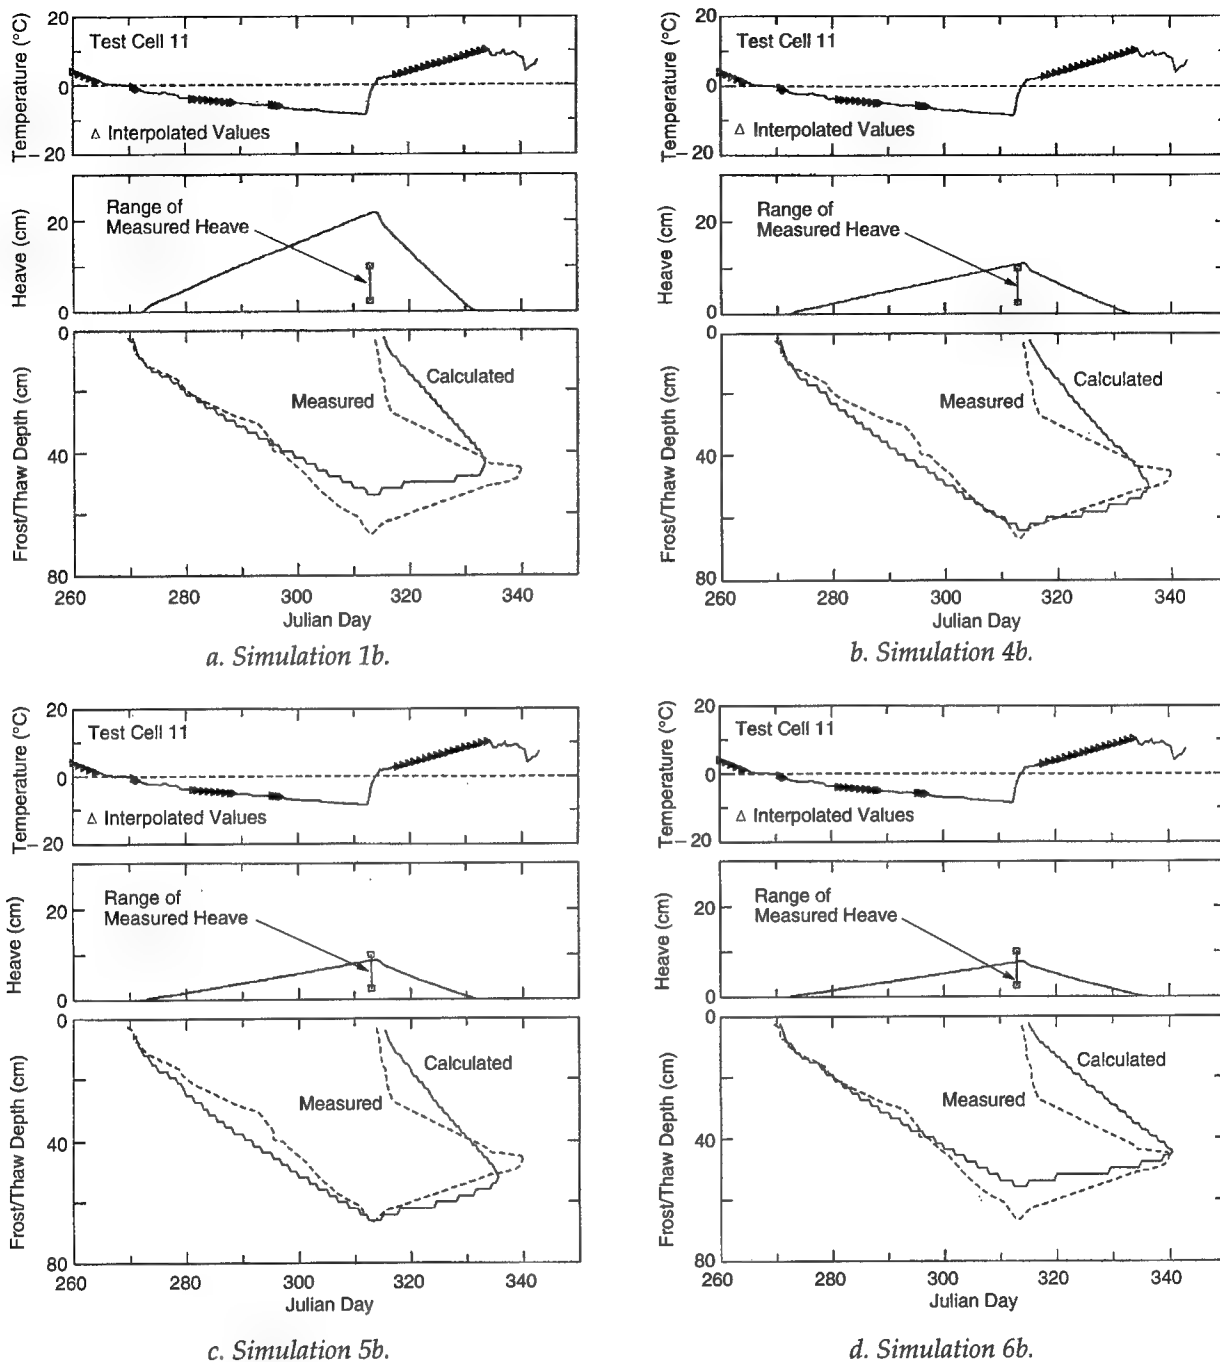 20
Temperature (°C)
Test Cell 11
0
Δ Interpolated Values
−20
Heave (cm)
20
Range of
Measured Heave
0
0
Frost/Thaw Depth (cm)
Calculated
Measured
40
80
260 280 300 320 340
Julian Day
a. Simulation 1b.
20
Temperature (°C)
Test Cell 11
0
Δ Interpolated Values
−20
Heave (cm)
20
Range of
Measured Heave
0
0
Frost/Thaw Depth (cm)
Calculated
Measured
40
80
260 280 300 320 340
Julian Day
b. Simulation 4b.
20
Temperature (°C)
Test Cell 11
0
Δ Interpolated Values
−20
Heave (cm)
20
Range of
Measured Heave
0
0
Frost/Thaw Depth (cm)
Calculated
Measured
40
80
260 280 300 320 340
Julian Day
c. Simulation 5b.
20
Temperature (°C)
Test Cell 11
0
Δ Interpolated Values
−20
Heave (cm)
20
Range of
Measured Heave
0
0
Frost/Thaw Depth (cm)
Calculated
Measured
40
80
260 280 300 320 340
Julian Day
d. Simulation 6b.